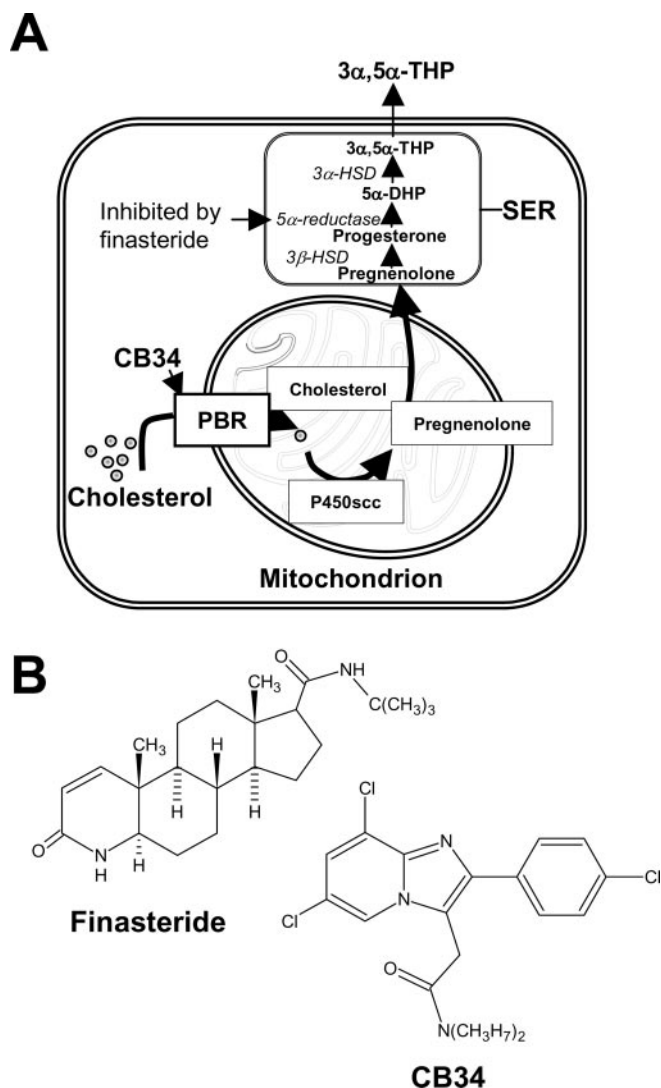 A
3α,5α-THP
3α,5α-THP
3α-HSD
5α-DHP
Inhibited by
finasteride
5α-reductase
Progesterone
SER
3β-HSD
Pregnenolone
CB34
Cholesterol
PBR
Pregnenolone
Cholesterol
P450scc
Mitochondrion
B
O
NH
CH3
C(CH3)3
CH3
H
H
H
O
N
H
H
Finasteride
Cl
N
Cl
Cl
N
O
N(CH3H7)2
CB34